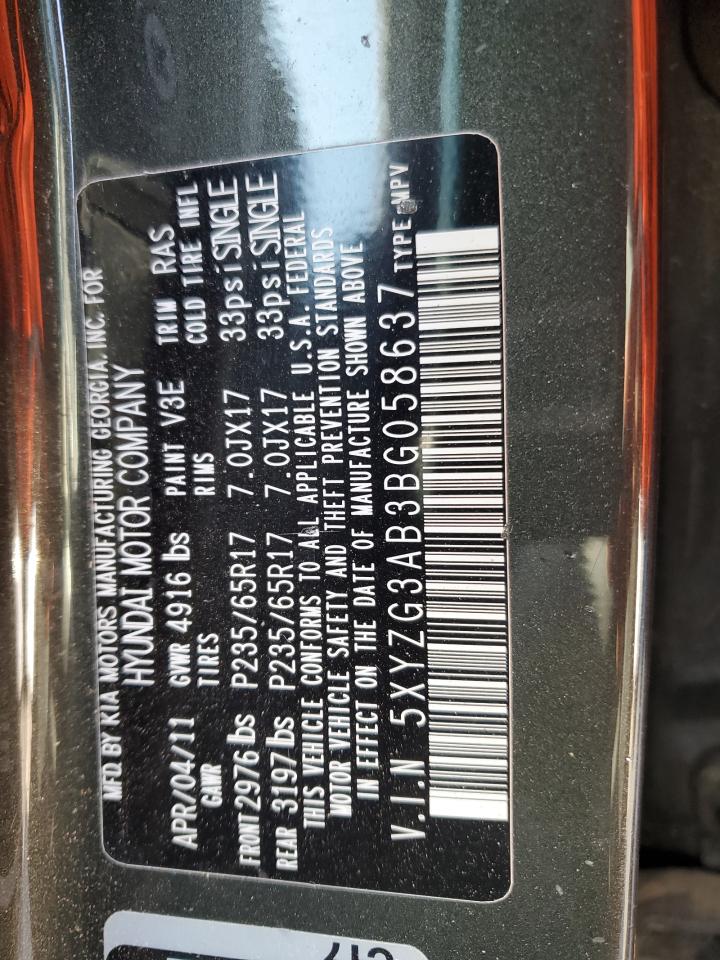 MFD BY KIA MOTORS MANUFACTURING GEORGIA, INC. FOR
HYUNDAI MOTOR COMPANY
APR/04/11 GVWR 4916 lbs PAINT V3E TRIM RAS
GAWR TIRES RIMS COLD TIRE INFL
FRONT 2976 lbs P235/65R17 7.0JX17 33psi SINGLE
REAR 3197 lbs P235/65R17 7.0JX17 33psi SINGLE
THIS VEHICLE CONFORMS TO ALL APPLICABLE U.S.A. FEDERAL
MOTOR VEHICLE SAFETY AND THEFT PREVENTION STANDARDS
IN EFFECT ON THE DATE OF MANUFACTURE SHOWN ABOVE
V.I.N 5XYZG3AB3BG058637 TYPE MPV